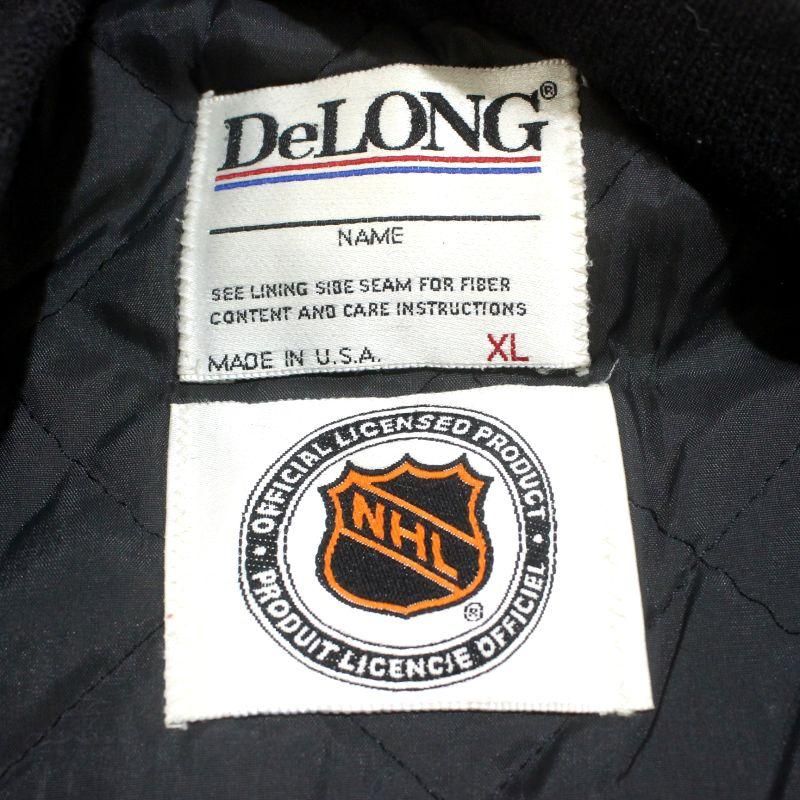 DeLONG®
NAME
SEE LINING SIDE SEAM FOR FIBER
CONTENT AND CARE INSTRUCTIONS
MADE IN U.S.A. XL
• OFFICIAL LICENSED PRODUCT •
NHL
®
PRODUIT LICENCIE OFFICIEL